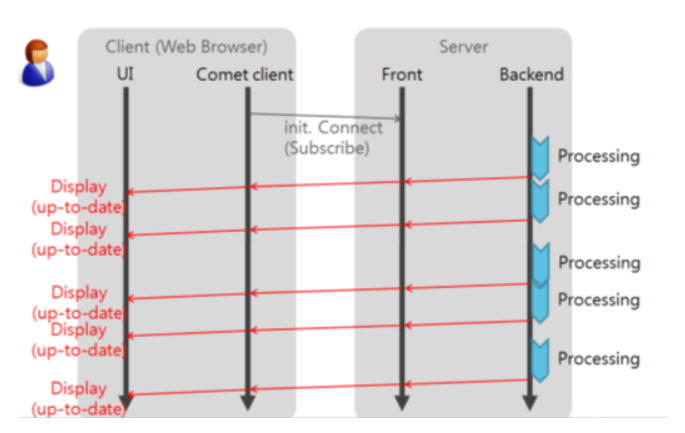 Client (Web Browser)
Server
UI
Comet client
Front
Backend
init. Connect
(Subscribe)
Processing
Display
(up-to-date)
Processing
Display
(up-to-date)
Processing
Display
(up-to-date)
Processing
Display
(up-to-date)
Processing
Display
(up-to-date)